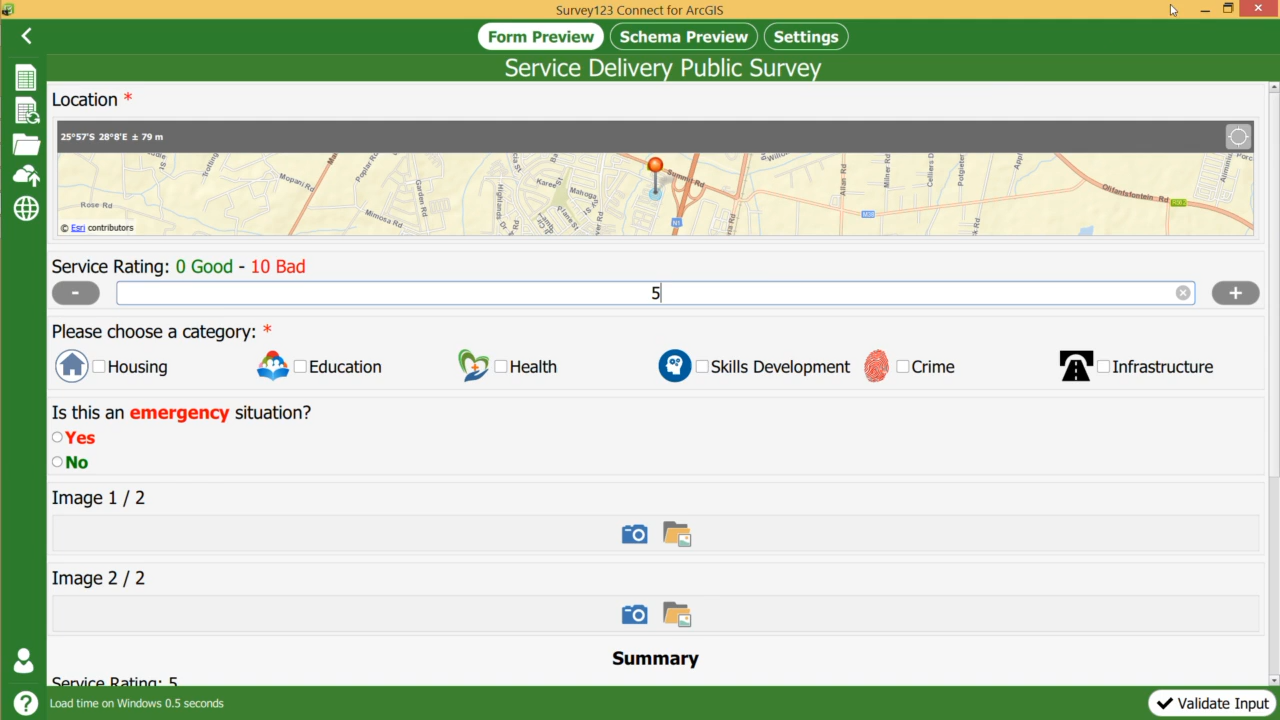 Survey123 Connect for ArcGIS
Form Preview Schema Preview Settings
Service Delivery Public Survey
Location *
25°57'S 28°8'E ± 79 m
Mopani Rd
Rose Rd
Mimosa Rd
Garden Rd
Karee
Mahoga
Summit Rd
N1
Allan Rd
Milner Rd
Celliers D
Potgieter
Olifantsfontein Rd
© Esri contributors
Service Rating: 0 Good - 10 Bad
- 5 +
Please choose a category: *
Housing Education Health Skills Development Crime Infrastructure
Is this an emergency situation?
Yes
No
Image 1 / 2
Image 2 / 2
Summary
Service Rating: 5
Load time on Windows 0.5 seconds
Validate Input